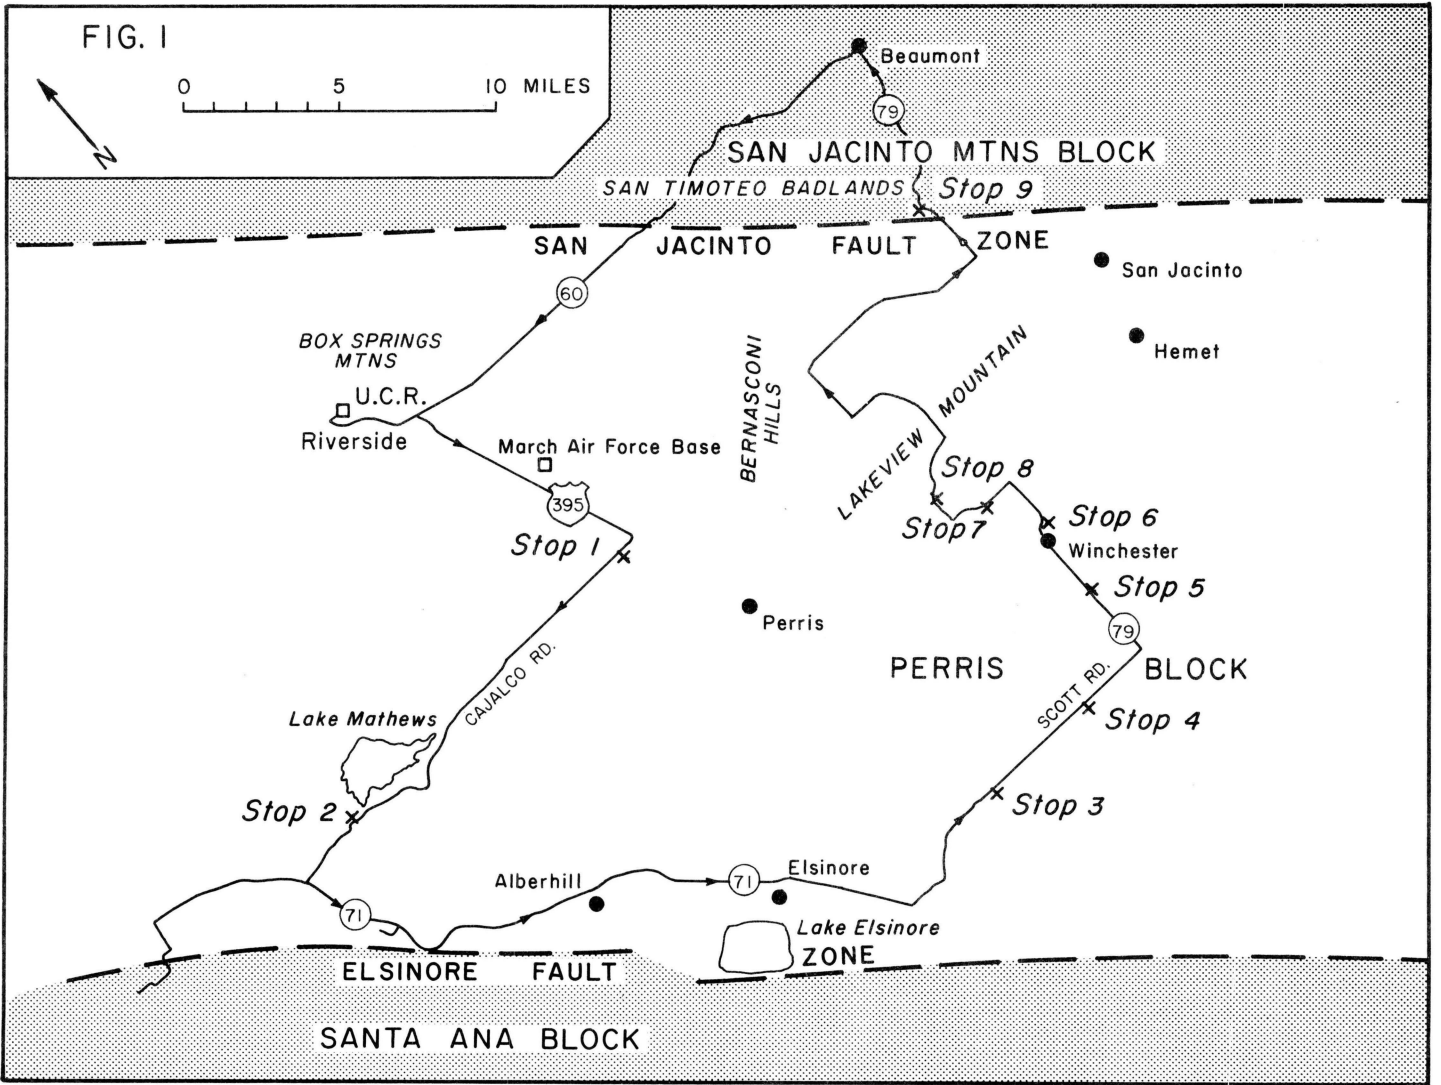 FIG. 1
0 5 10 MILES
N
Beaumont
79
SAN JACINTO MTNS BLOCK
SAN TIMOTEO BADLANDS
Stop 9
SAN JACINTO FAULT ZONE
San Jacinto
60
Hemet
BOX SPRINGS
MTNS
U.C.R.
Riverside
March Air Force Base
395
BERNASCONI
HILLS
LAKEVIEW MOUNTAIN
Stop 8
Stop 7
Stop 6
Winchester
Stop 1
Stop 5
Perris
79
PERRIS BLOCK
CAJALCO RD.
SCOTT RD.
Stop 4
Lake Mathews
Stop 2
Stop 3
Alberhill
71
Elsinore
71
Lake Elsinore
ELSINORE FAULT ZONE
SANTA ANA BLOCK